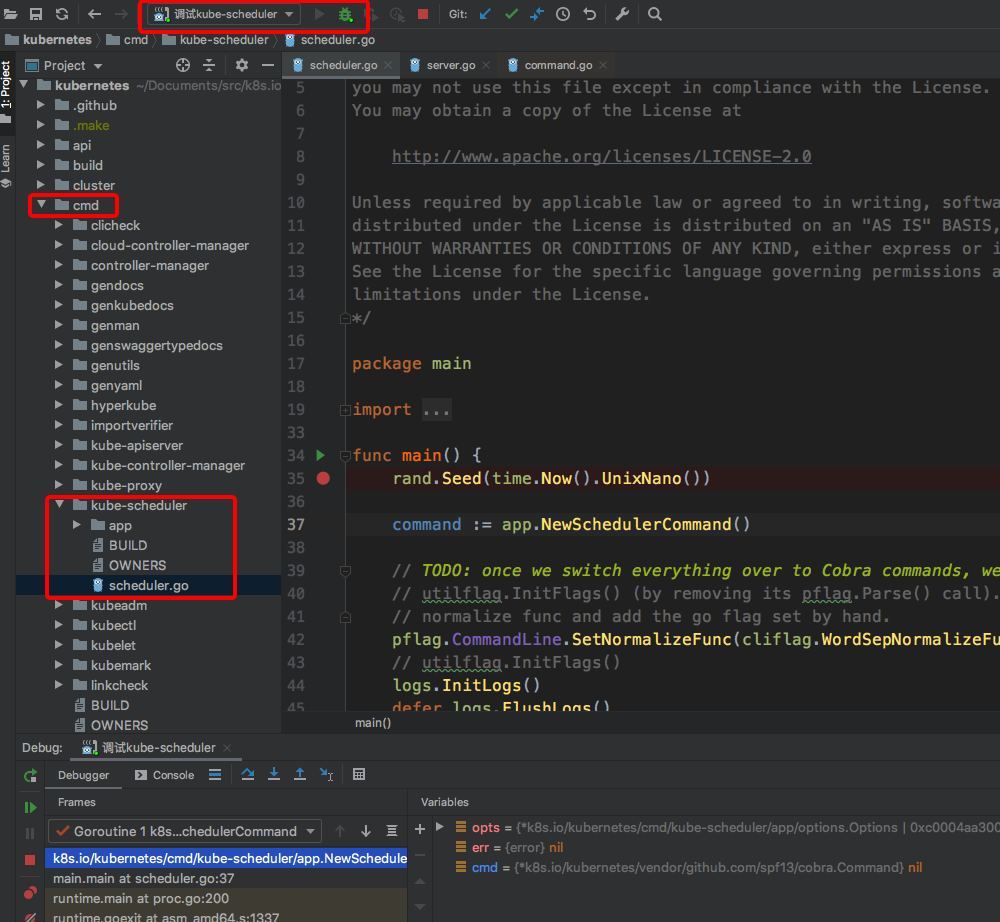 调试kube-scheduler
Git:
kubernetes
cmd
kube-scheduler
scheduler.go
1: Project
Learn
Project
kubernetes ~/Documents/src/k8s.io
.github
.make
api
build
cluster
cmd
clicheck
cloud-controller-manager
controller-manager
gendocs
genkubedocs
genman
genswaggertypedocs
genutils
genyaml
hyperkube
importverifier
kube-apiserver
kube-controller-manager
kube-proxy
kube-scheduler
app
BUILD
OWNERS
scheduler.go
kubeadm
kubectl
kubelet
kubemark
linkcheck
BUILD
OWNERS
scheduler.go
server.go
command.go
5 you may not use this file except in compliance with the License.
6 You may obtain a copy of the License at
7
8 http://www.apache.org/licenses/LICENSE-2.0
9
10 Unless required by applicable law or agreed to in writing, softwa
11 distributed under the License is distributed on an "AS IS" BASIS,
12 WITHOUT WARRANTIES OR CONDITIONS OF ANY KIND, either express or i
13 See the License for the specific language governing permissions a
14 limitations under the License.
15 */
16
17 package main
18
19 import ...
33
34 func main() {
35 rand.Seed(time.Now().UnixNano())
36
37 command := app.NewSchedulerCommand()
38
39 // TODO: once we switch everything over to Cobra commands, we
40 // utilflag.InitFlags() (by removing its pflag.Parse() call).
41 // normalize func and add the go flag set by hand.
42 pflag.CommandLine.SetNormalizeFunc(cliflag.WordSepNormalizeFu
43 // utilflag.InitFlags()
44 logs.InitLogs()
45 defer logs.FlushLogs()
main()
Debug:
调试kube-scheduler
Debugger
Console
Frames
Goroutine 1 k8s...chedulerCommand
k8s.io/kubernetes/cmd/kube-scheduler/app.NewSchedule
main.main at scheduler.go:37
runtime.main at proc.go:200
runtime.goexit at asm_amd64.s:1337
Variables
opts = {*k8s.io/kubernetes/cmd/kube-scheduler/app/options.Options | 0xc0004aa300
err = {error} nil
cmd = {*k8s.io/kubernetes/vendor/github.com/spf13/cobra.Command} nil